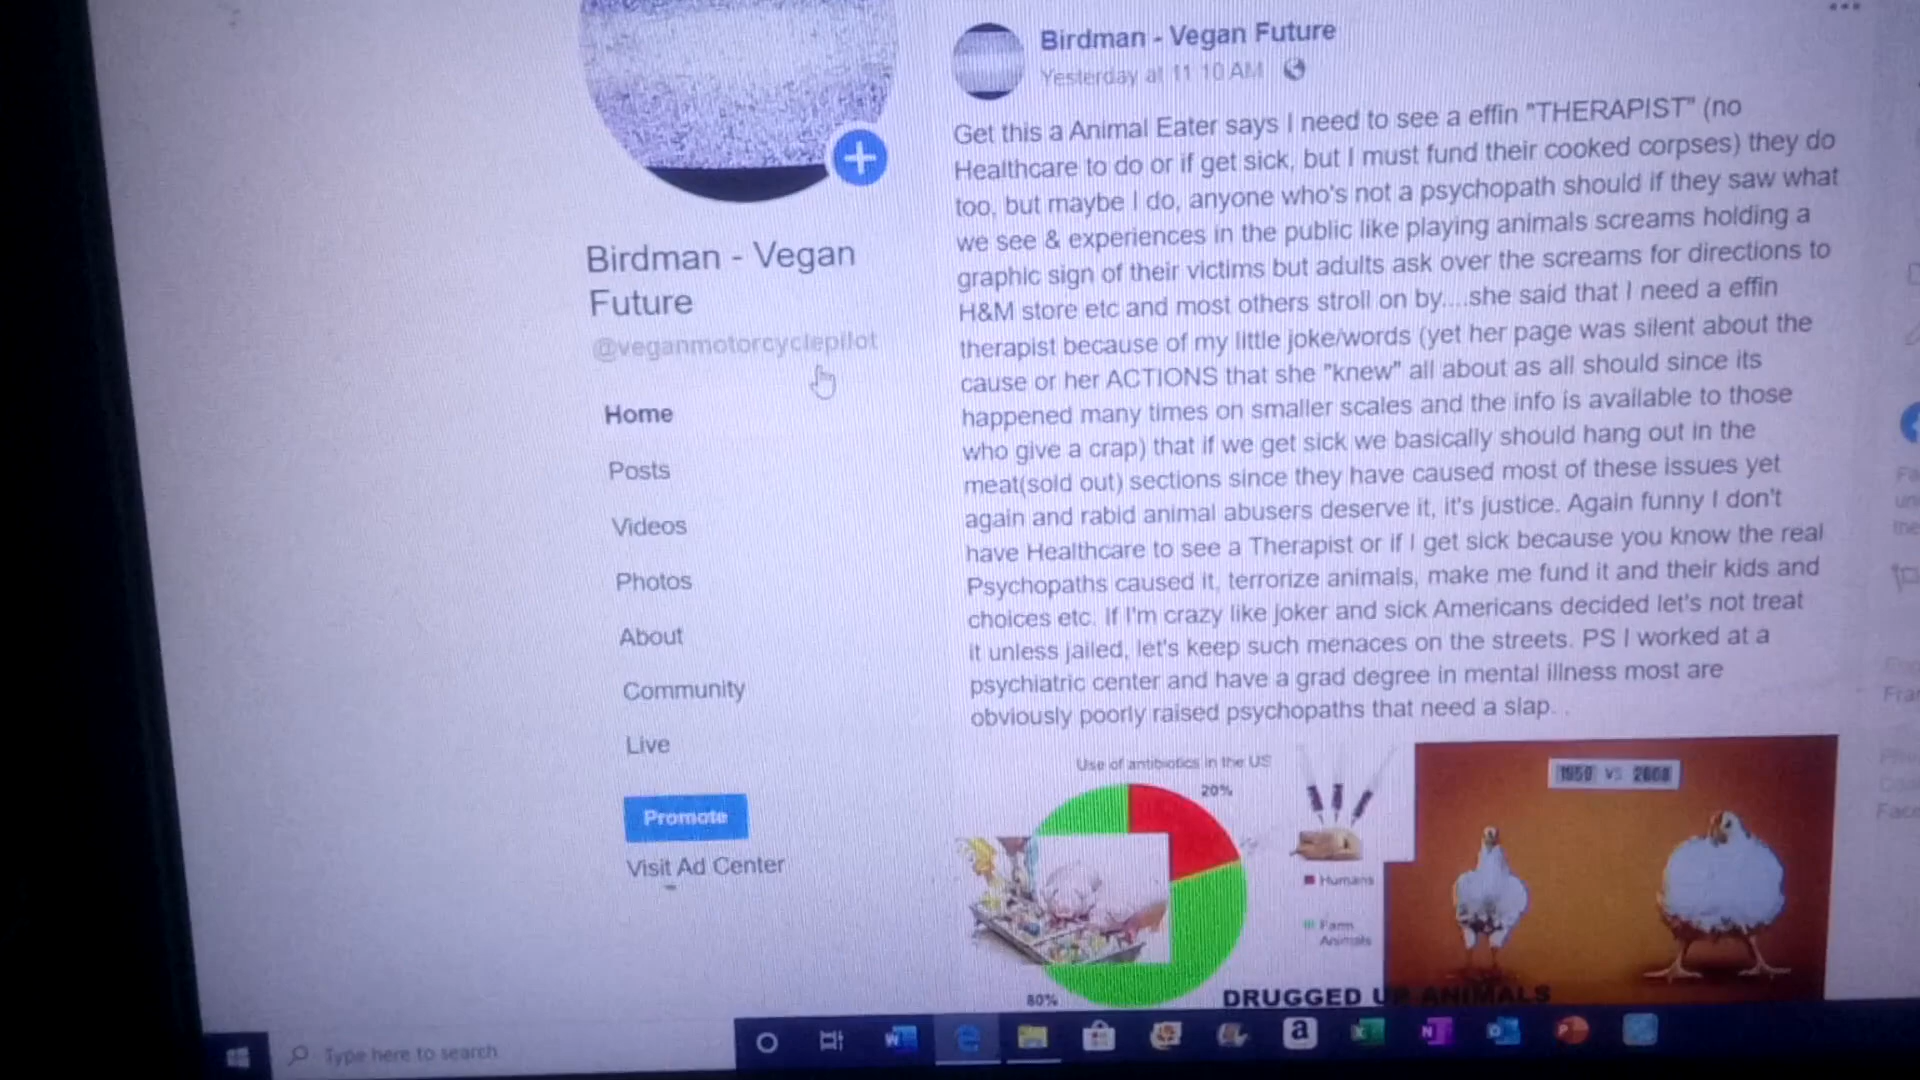 Birdman - Vegan
Future
@veganmotorcyclepilot
Home
Posts
Videos
Photos
About
Community
Live
Promote
Visit Ad Center
Birdman - Vegan Future
Yesterday at 11:10 AM
Get this a Animal Eater says I need to see a effin "THERAPIST" (no
Healthcare to do or if get sick, but I must fund their cooked corpses) they do
too, but maybe I do, anyone who's not a psychopath should if they saw what
we see & experiences in the public like playing animals screams holding a
graphic sign of their victims but adults ask over the screams for directions to
H&M store etc and most others stroll on by....she said that I need a effin
therapist because of my little joke/words (yet her page was silent about the
cause or her ACTIONS that she "knew" all about as all should since its
happened many times on smaller scales and the info is available to those
who give a crap) that if we get sick we basically should hang out in the
meat(sold out) sections since they have caused most of these issues yet
again and rabid animal abusers deserve it, it's justice. Again funny I don't
have Healthcare to see a Therapist or if I get sick because you know the real
Psychopaths caused it, terrorize animals, make me fund it and their kids and
choices etc. If I'm crazy like joker and sick Americans decided let's not treat
it unless jailed, let's keep such menaces on the streets. PS I worked at a
psychiatric center and have a grad degree in mental illness most are
obviously poorly raised psychopaths that need a slap. .
Use of antibiotics in the US
20%
Humans
Farm
Animals
80%
1950 VS 2008
DRUGGED UP ANIMALS
Type here to search